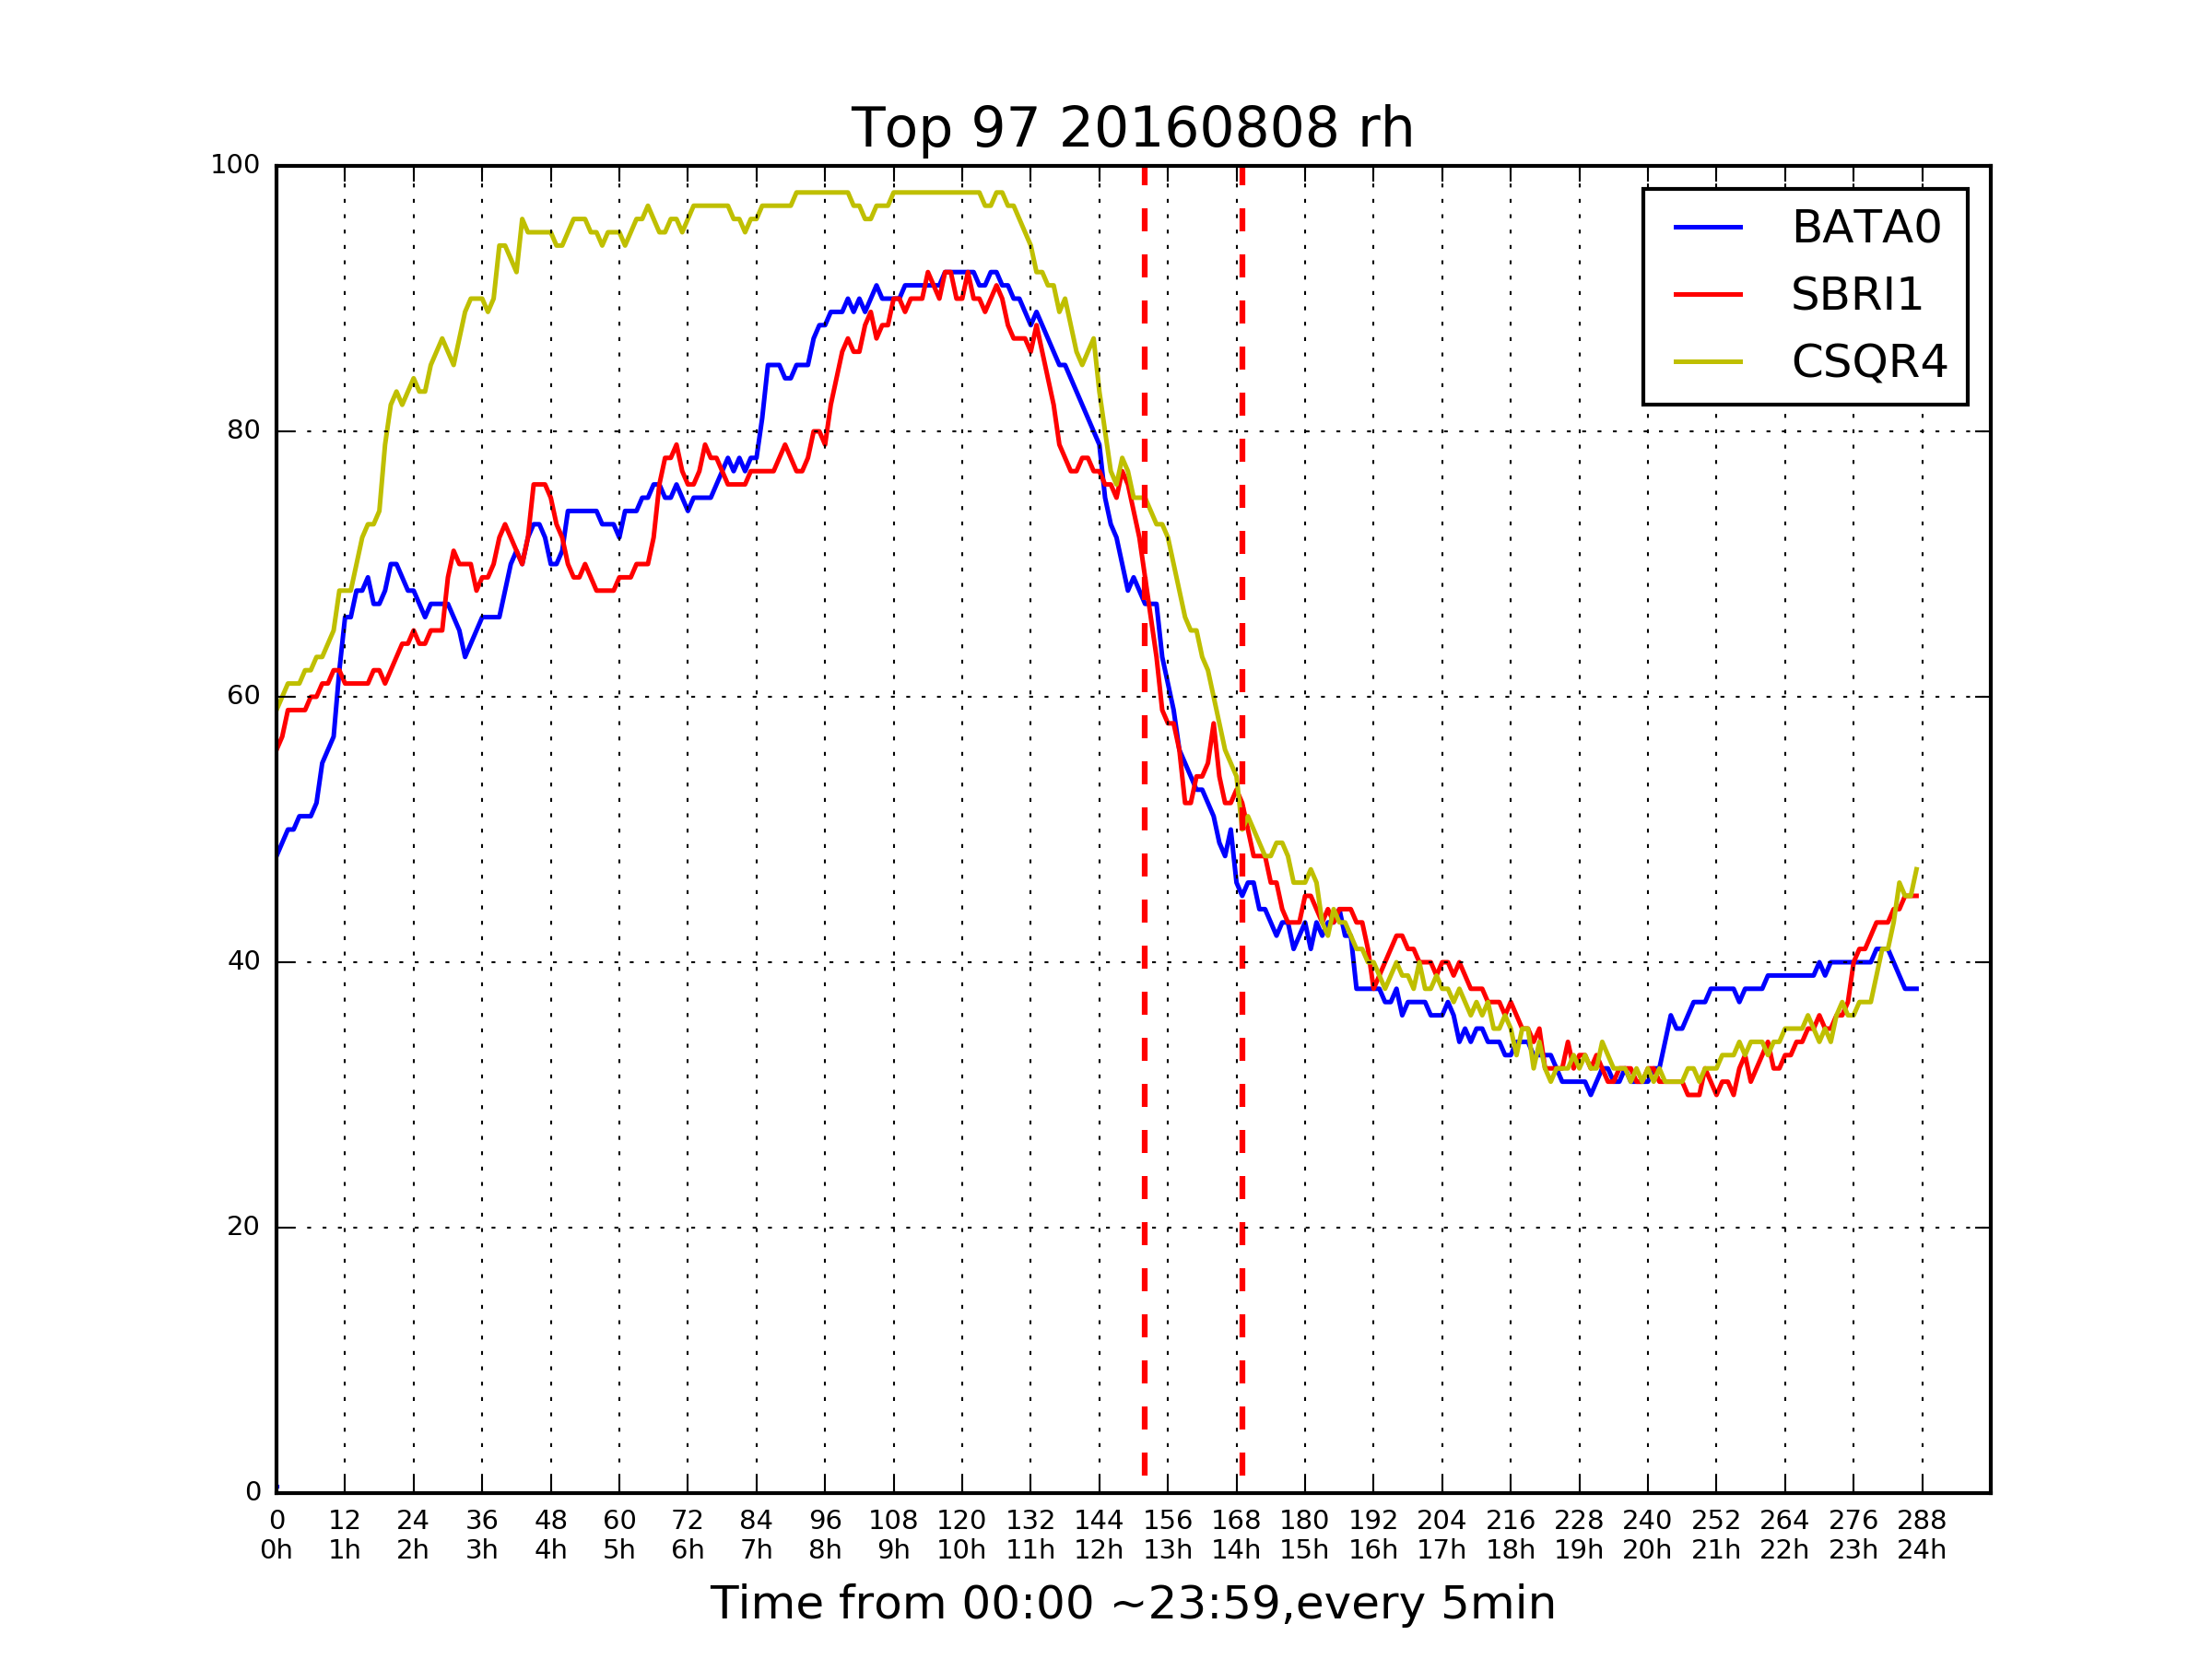 Top 97 20160808 rh
100
80
60
40
20
0
BATA0
SBRI1
CSQR4
0 12 24 36 48 60 72 84 96 108 120 132 144 156 168 180 192 204 216 228 240 252 264 276 288
0h 1h 2h 3h 4h 5h 6h 7h 8h 9h 10h 11h 12h 13h 14h 15h 16h 17h 18h 19h 20h 21h 22h 23h 24h
Time from 00:00 ~23:59,every 5min